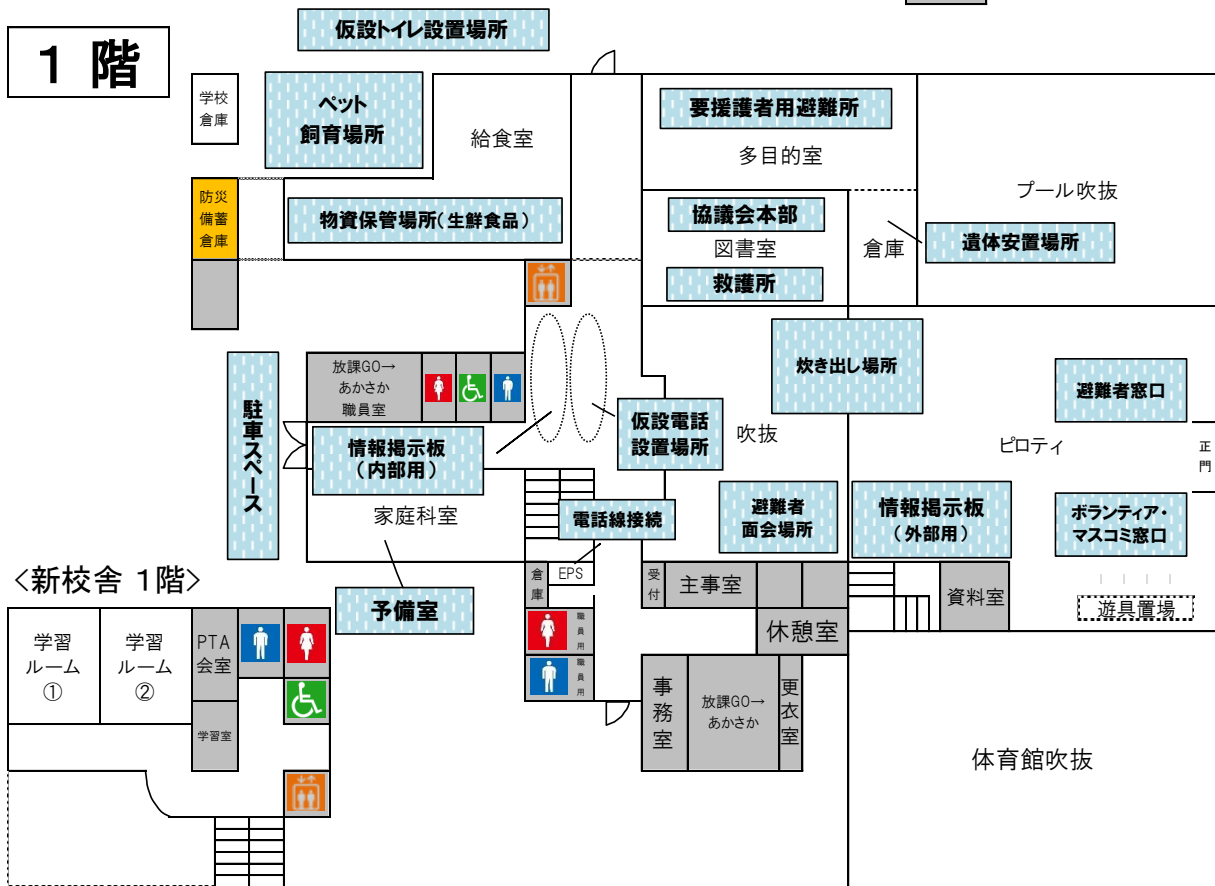 1 階
仮設トイレ設置場所
学校
倉庫
ペット
飼育場所
給食室
要援護者用避難所
多目的室
プール吹抜
防災
備蓄
倉庫
物資保管場所(生鮮食品)
協議会本部
図書室
救護所
倉庫
遺体安置場所
駐車スペース
放課GO→
あかさか
職員室
炊き出し場所
避難者窓口
仮設電話
設置場所
吹抜
ピロティ
正門
情報掲示板
(内部用)
家庭科室
電話線接続
避難者
面会場所
情報掲示板
(外部用)
ボランティア・
マスコミ窓口
倉庫
EPS
受付
主事室
資料室
遊具置場
予備室
職員用
職員用
休憩室
事務室
放課GO→
あかさか
更衣室
体育館吹抜
<新校舎 1階>
学習
ルーム
①
学習
ルーム
②
PTA
会室
学習室